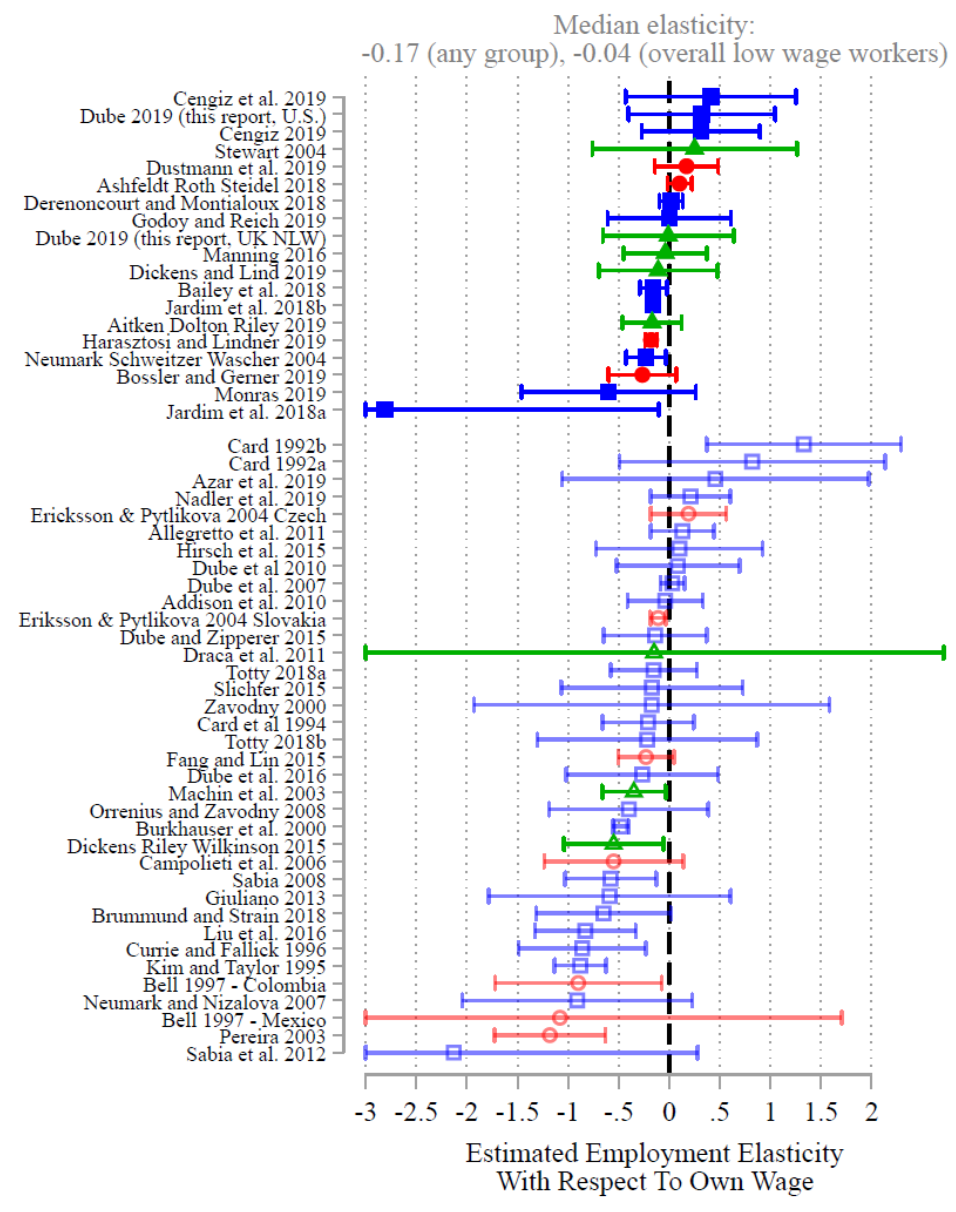 Median elasticity:
-0.17 (any group), -0.04 (overall low wage workers)
Cengiz et al. 2019
Dube 2019 (this report, U.S.)
Cengiz 2019
Stewart 2004
Dustmann et al. 2019
Ashfeldt Roth Steidel 2018
Derenoncourt and Montialoux 2018
Godoy and Reich 2019
Dube 2019 (this report, UK NLW)
Manning 2016
Dickens and Lind 2019
Bailey et al. 2018
Jardim et al. 2018b
Aitken Dolton Riley 2019
Harasztosi and Lindner 2019
Neumark Schweitzer Wascher 2004
Bossler and Gerner 2019
Monras 2019
Jardim et al. 2018a
Card 1992b
Card 1992a
Azar et al. 2019
Nadler et al. 2019
Ericksson & Pytlikova 2004 Czech
Allegretto et al. 2011
Hirsch et al. 2015
Dube et al 2010
Dube et al. 2007
Addison et al. 2010
Eriksson & Pytlikova 2004 Slovakia
Dube and Zipperer 2015
Draca et al. 2011
Totty 2018a
Slichter 2015
Zavodny 2000
Card et al 1994
Totty 2018b
Fang and Lin 2015
Dube et al. 2016
Machin et al. 2003
Orrenius and Zavodny 2008
Burkhauser et al. 2000
Dickens Riley Wilkinson 2015
Campolieti et al. 2006
Sabia 2008
Giuliano 2013
Brummund and Strain 2018
Liu et al. 2016
Currie and Fallick 1996
Kim and Taylor 1995
Bell 1997 - Colombia
Neumark and Nizalova 2007
Bell 1997 - Mexico
Pereira 2003
Sabia et al. 2012
-3 -2.5 -2 -1.5 -1 -.5 0 .5 1 1.5 2
Estimated Employment Elasticity
With Respect To Own Wage